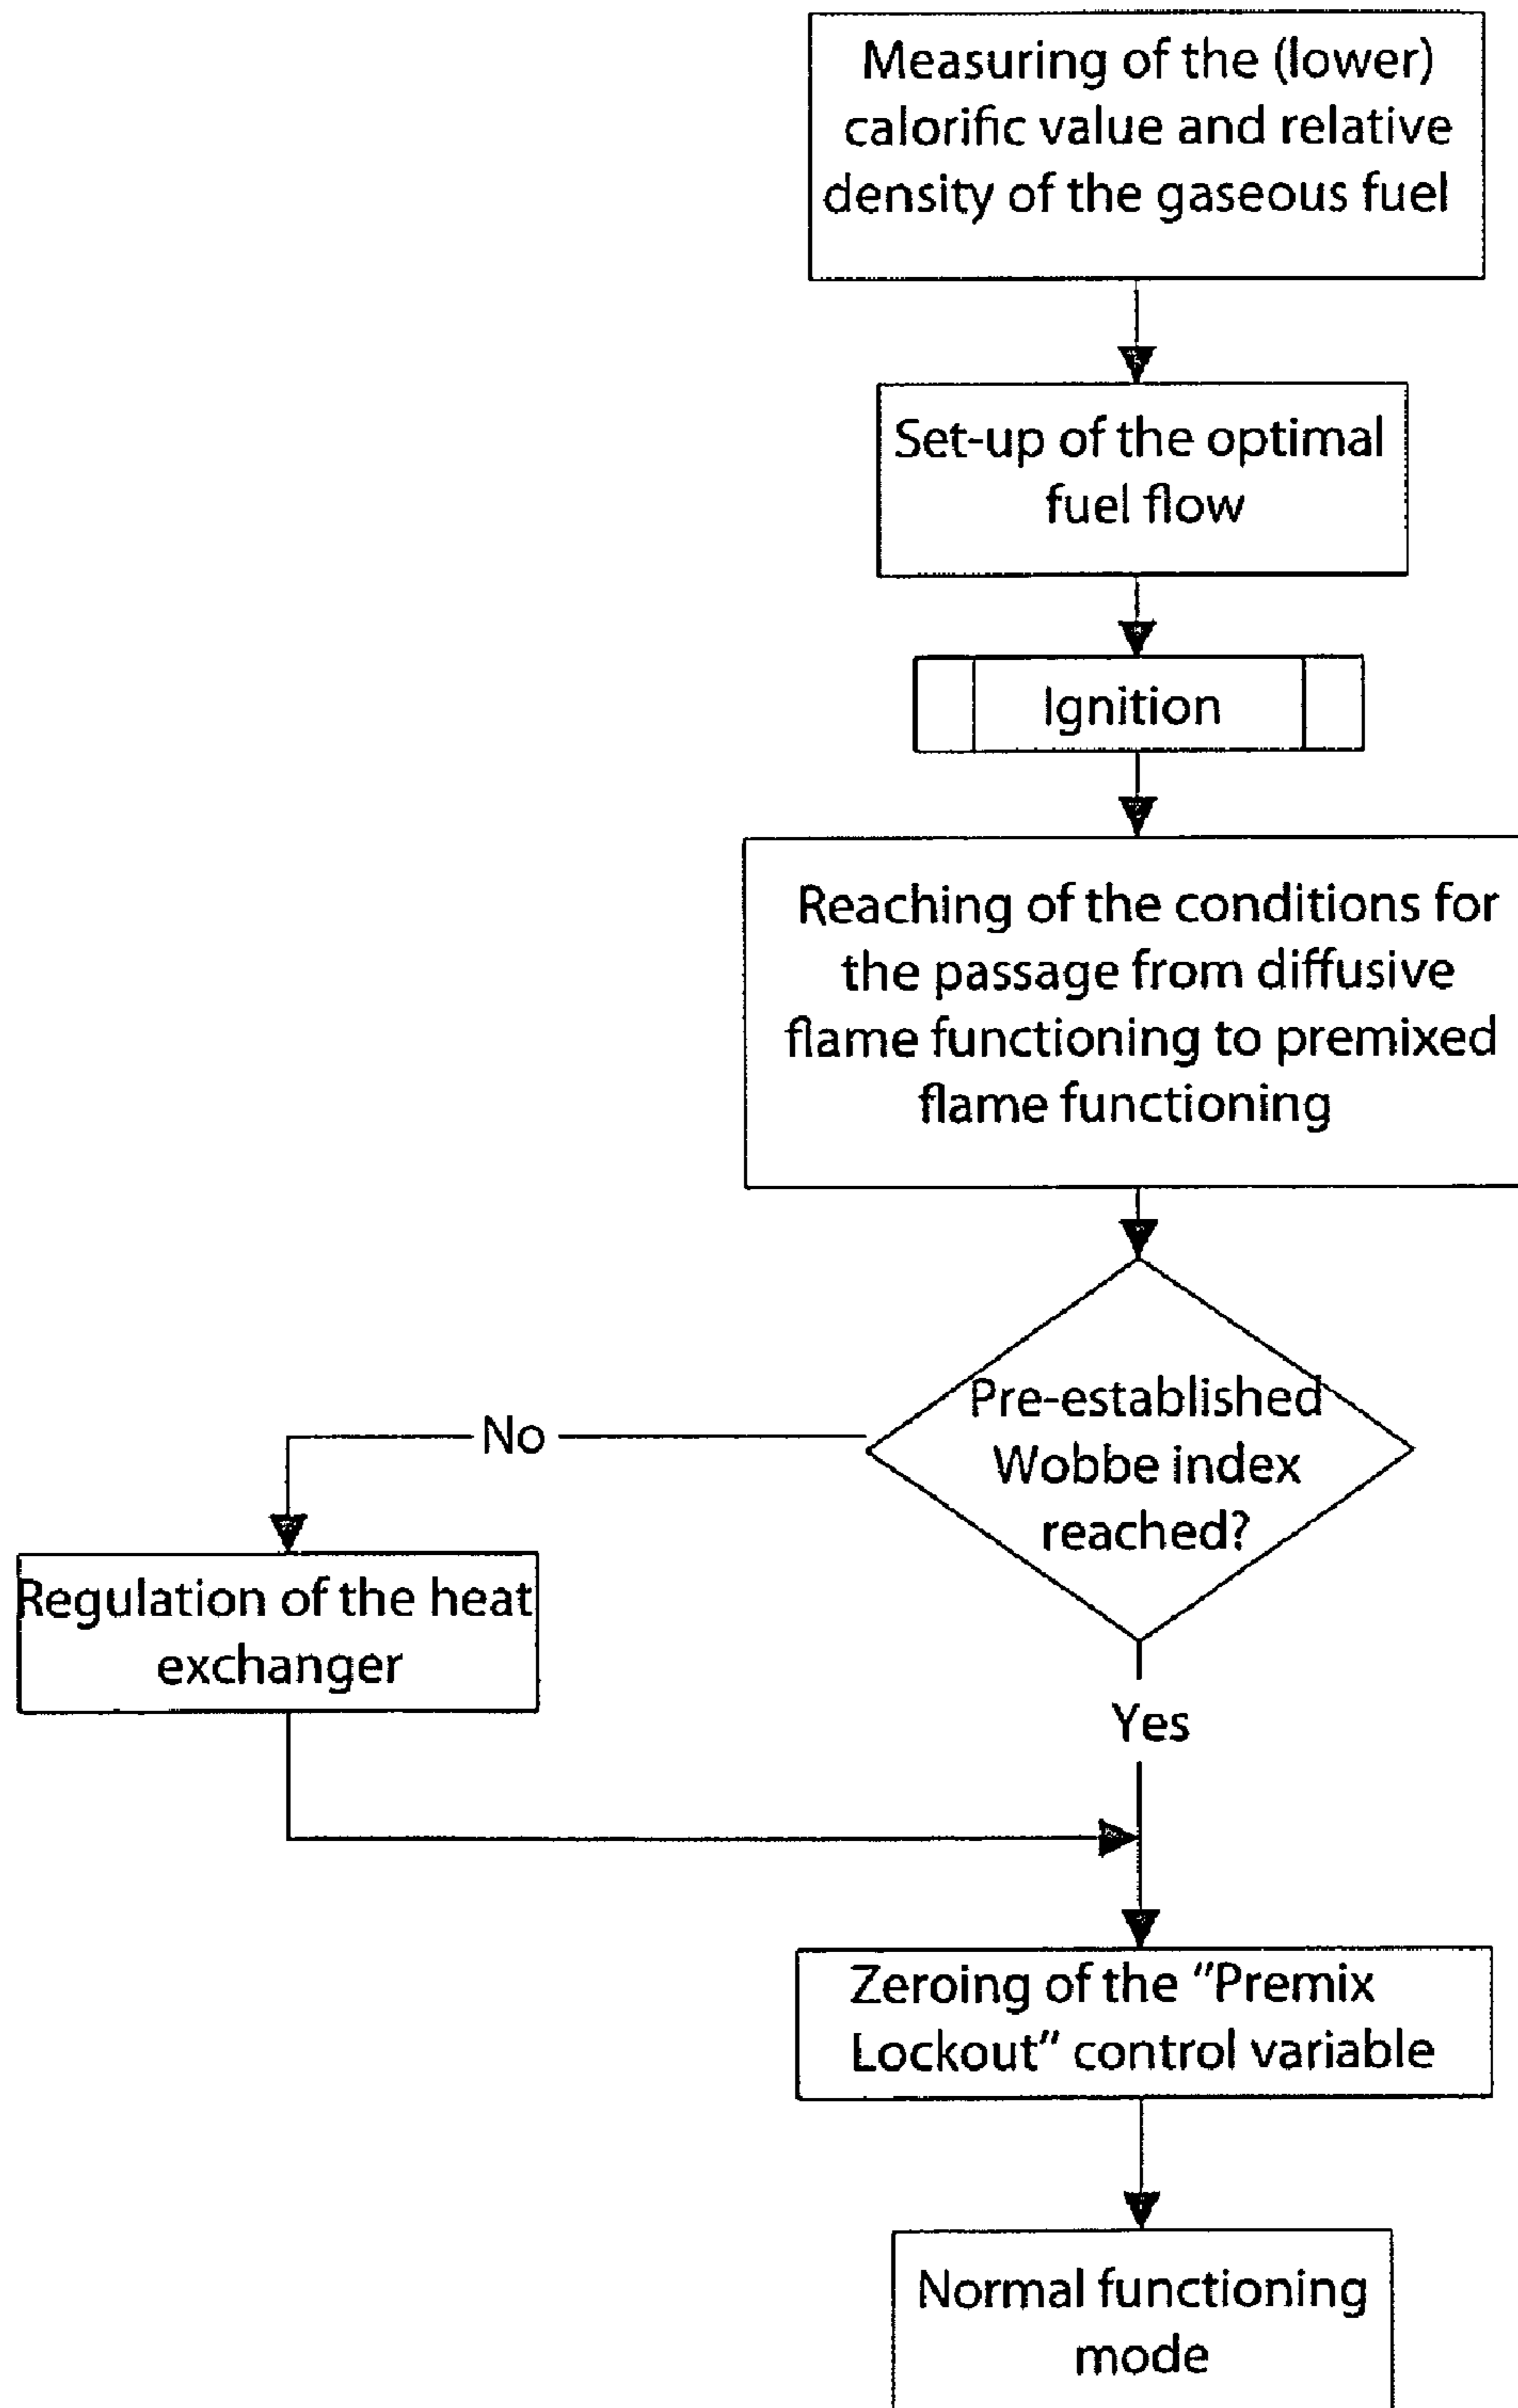 Measuring of the (lower)
calorific value and relative
density of the gaseous fuel
Set-up of the optimal
fuel flow
Ignition
Reaching of the conditions for
the passage from diffusive
flame functioning to premixed
flame functioning
Pre-established
Wobbe index
reached?
No
Regulation of the heat
exchanger
Yes
Zeroing of the "Premix
Lockout" control variable
Normal functioning
mode